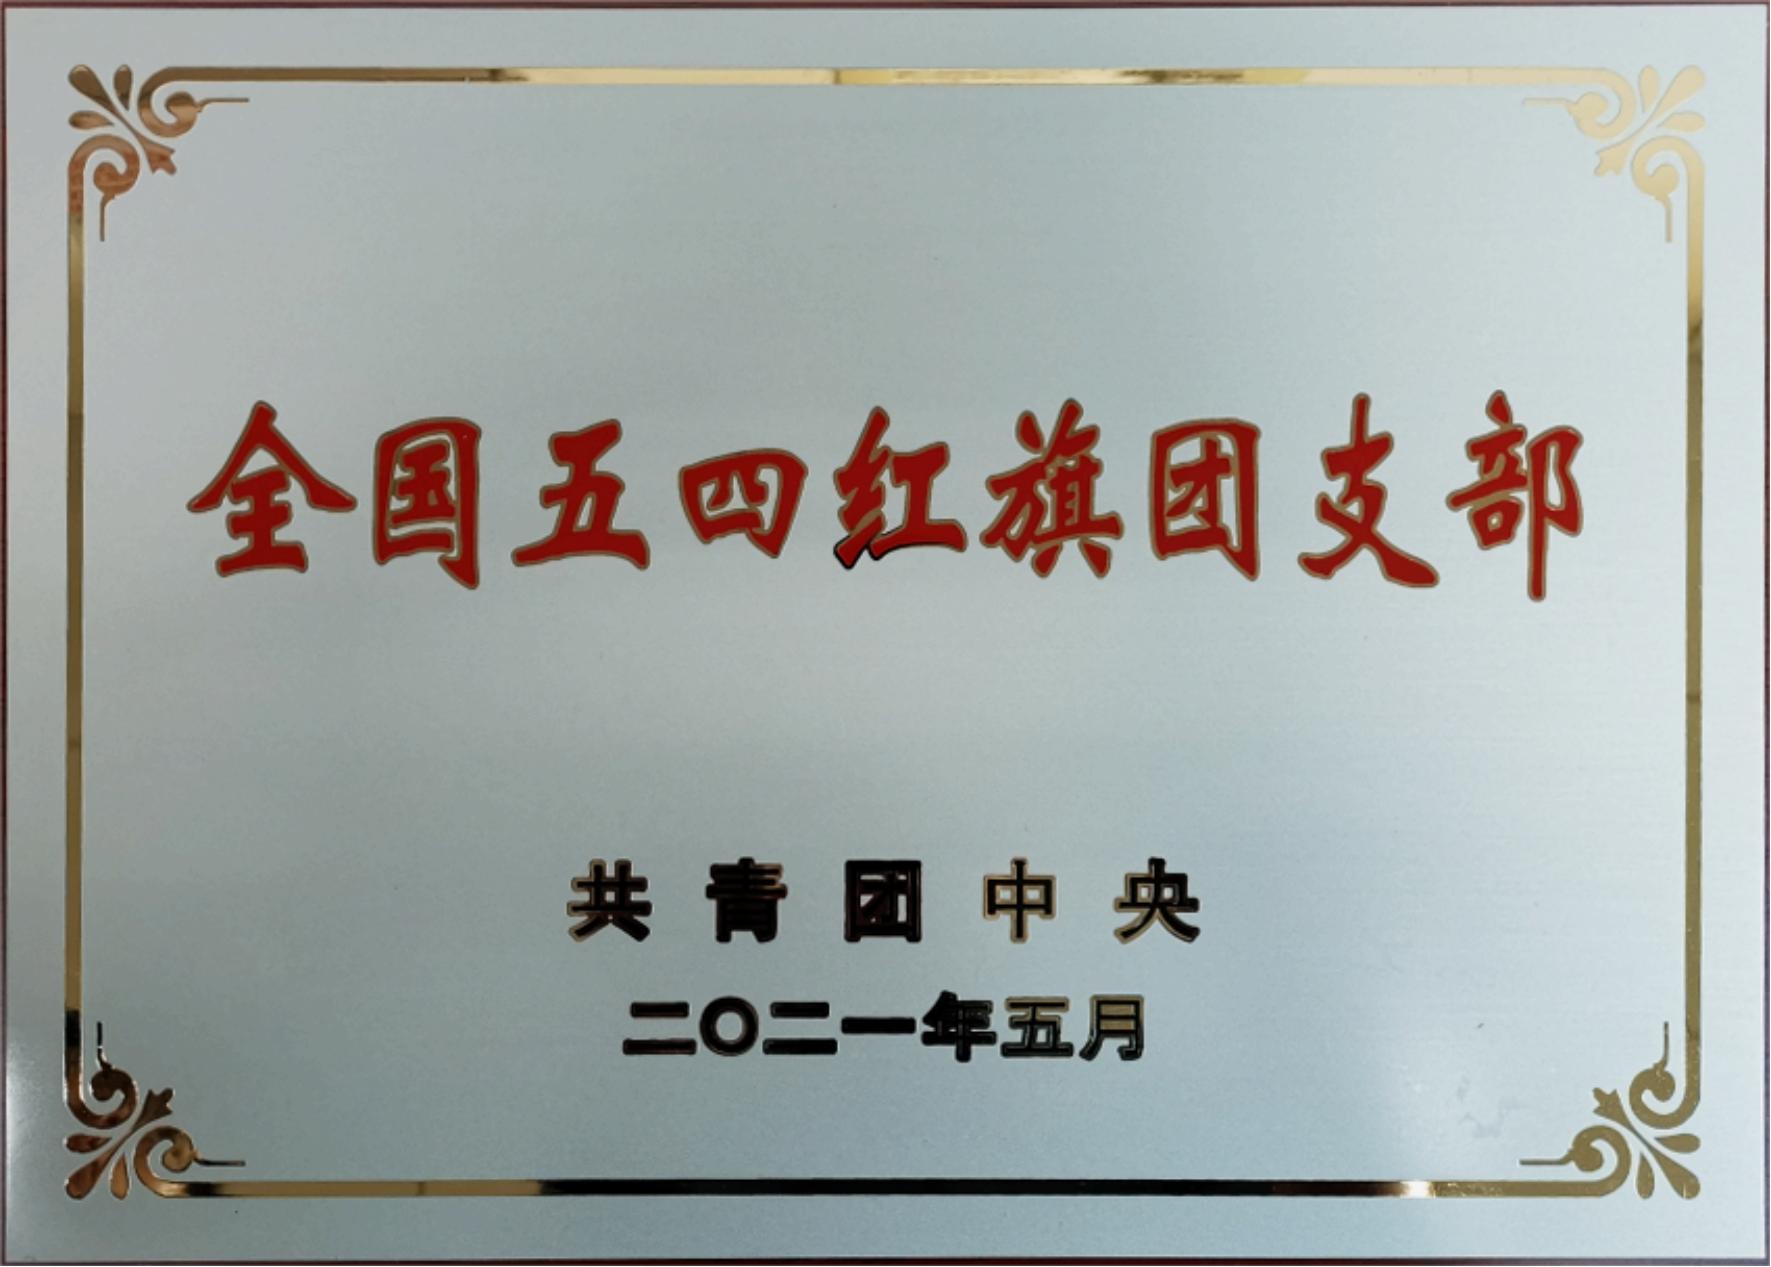 全国五四红旗团支部
共青团中央
二〇二一年五月